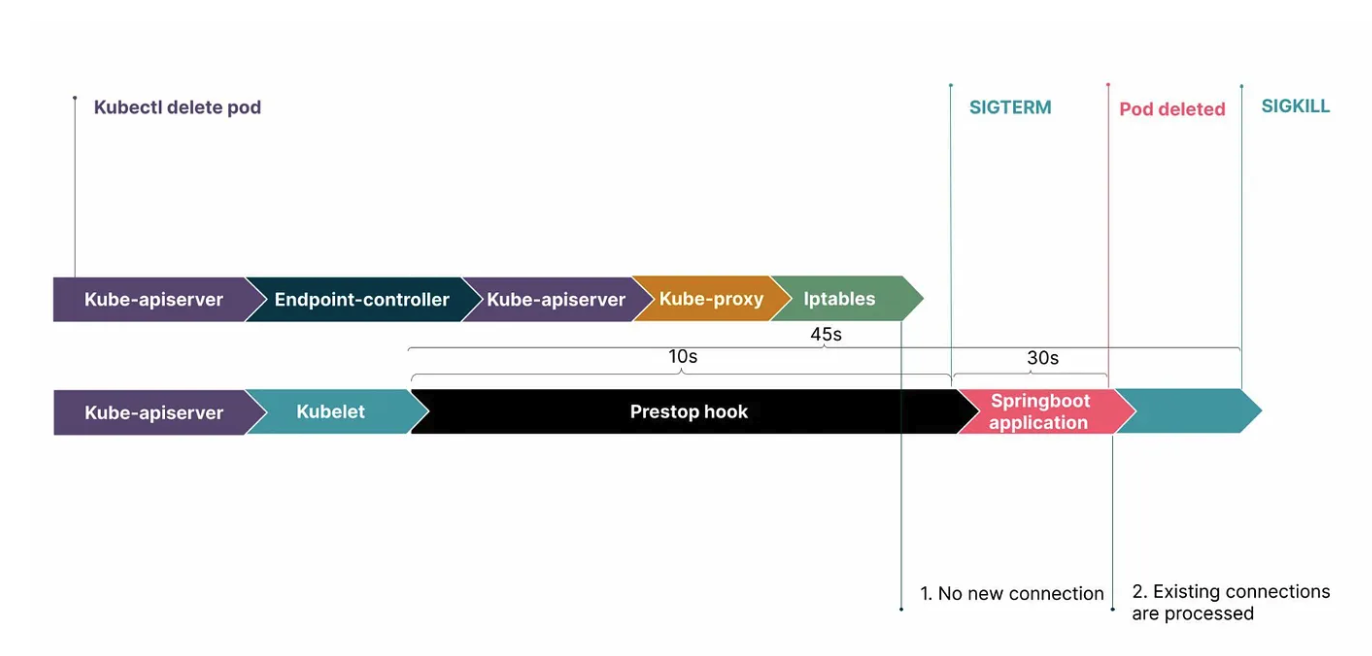 Kubectl delete pod
SIGTERM
Pod deleted
SIGKILL
Kube-apiserver
Endpoint-controller
Kube-apiserver
Kube-proxy
Iptables
45s
10s
30s
Kube-apiserver
Kubelet
Prestop hook
Springboot
application
1. No new connection
2. Existing connections
are processed